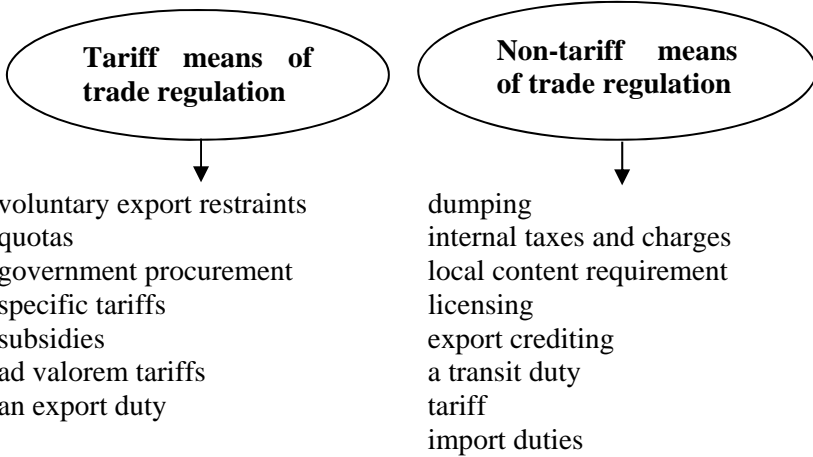 Tariff means of
trade regulation
Non-tariff means
of trade regulation
voluntary export restraints
quotas
government procurement
specific tariffs
subsidies
ad valorem tariffs
an export duty
dumping
internal taxes and charges
local content requirement
licensing
export crediting
a transit duty
tariff
import duties